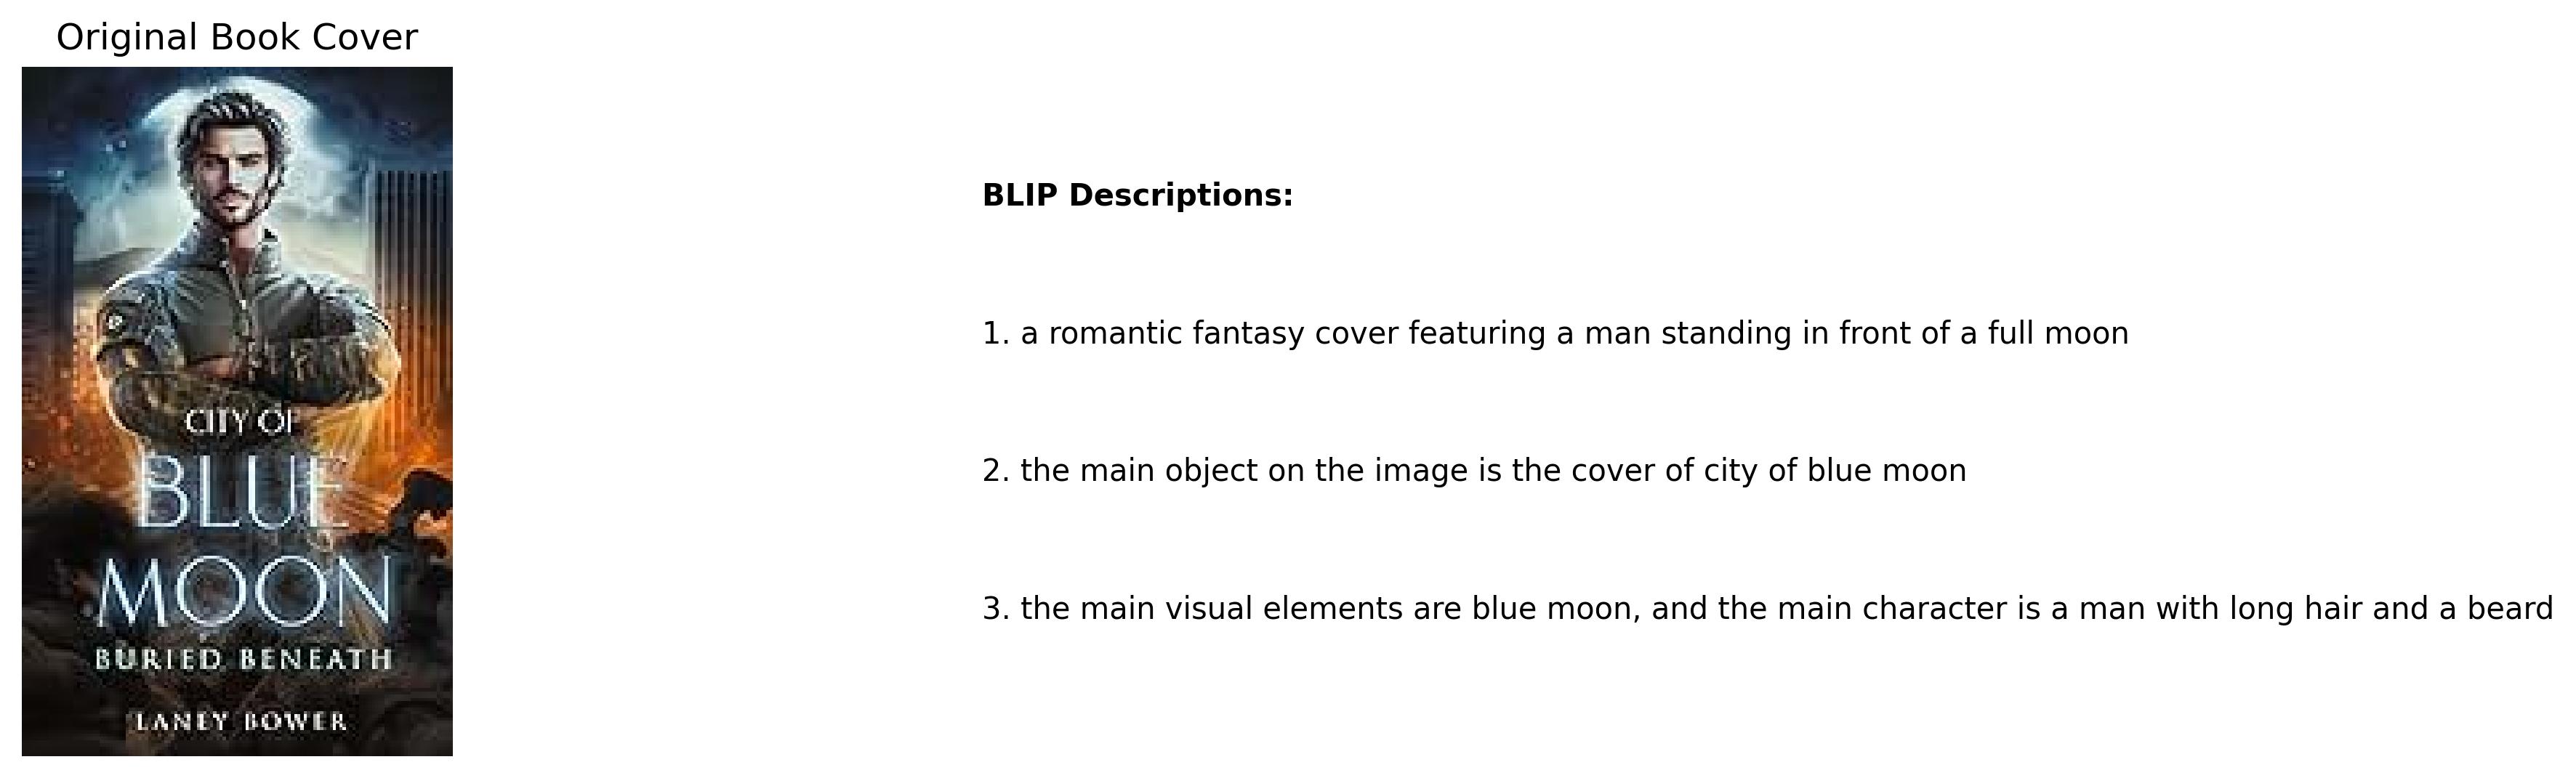 Original Book Cover
CITY OF
BLUE
MOON
BURIED BENEATH
LANEY BOWER
BLIP Descriptions:
1. a romantic fantasy cover featuring a man standing in front of a full moon
2. the main object on the image is the cover of city of blue moon
3. the main visual elements are blue moon, and the main character is a man with long hair and a beard